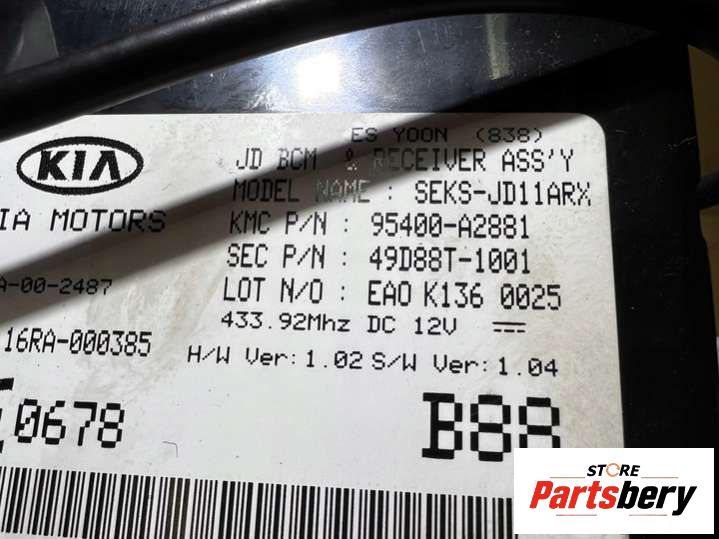 ES YOON (838)
KIA
JD BCM & RECEIVER ASS'Y
MODEL NAME : SEKS-JD11ARX
IA MOTORS
KMC P/N : 95400-A2881
SEC P/N : 49D88T-1001
A-00-2487
LOT N/O : EA0 K136 0025
433.92Mhz DC 12V
16RA-000385
H/W Ver: 1.02 S/W Ver: 1.04
0678
B88
STORE
Partsbery